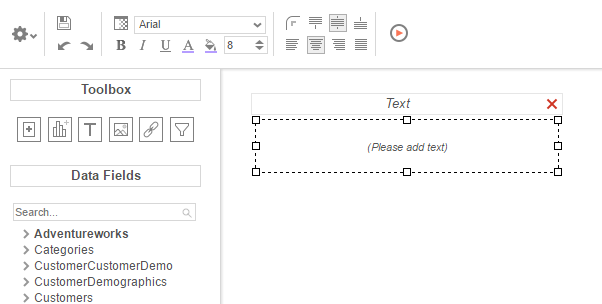 Arial
B I U A 8
Toolbox
T
Data Fields
Search...
Adventureworks
Categories
CustomerCustomerDemo
CustomerDemographics
Customers
Text
(Please add text)